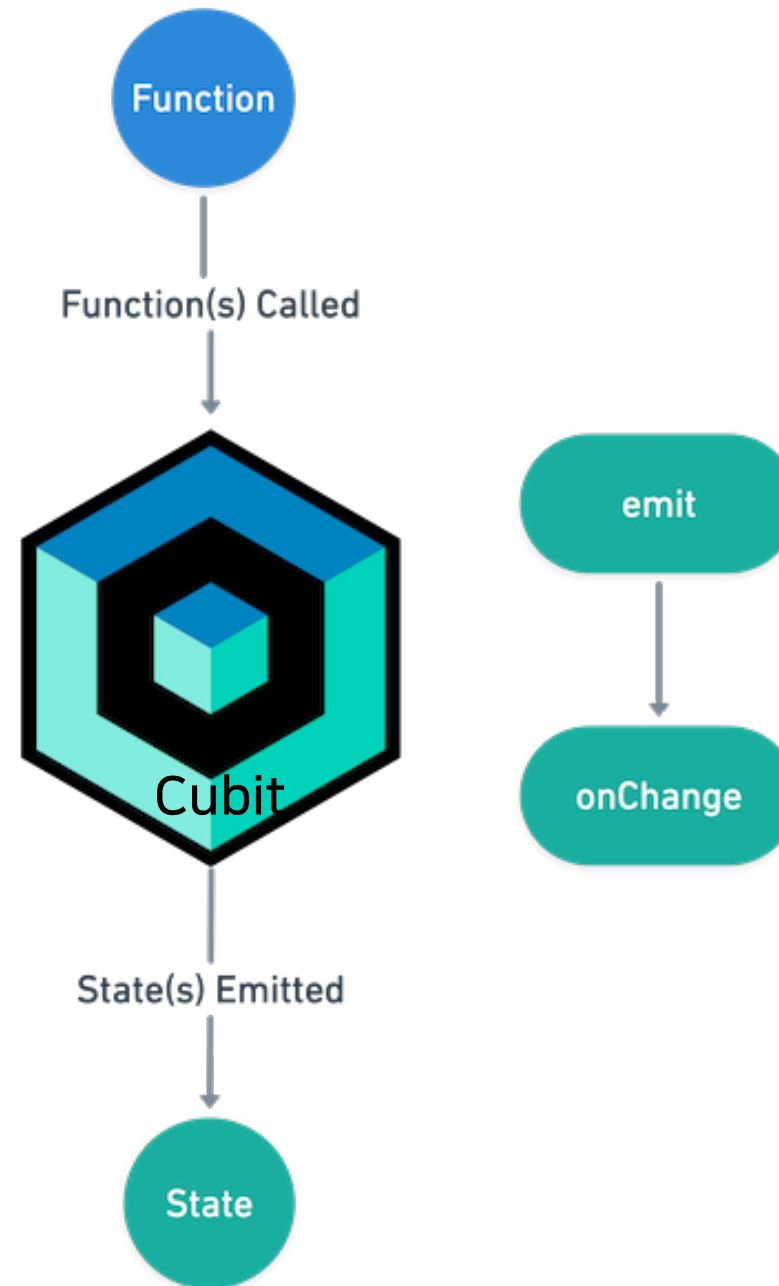 Function
Function(s) Called
emit
onChange
Cubit
State(s) Emitted
State